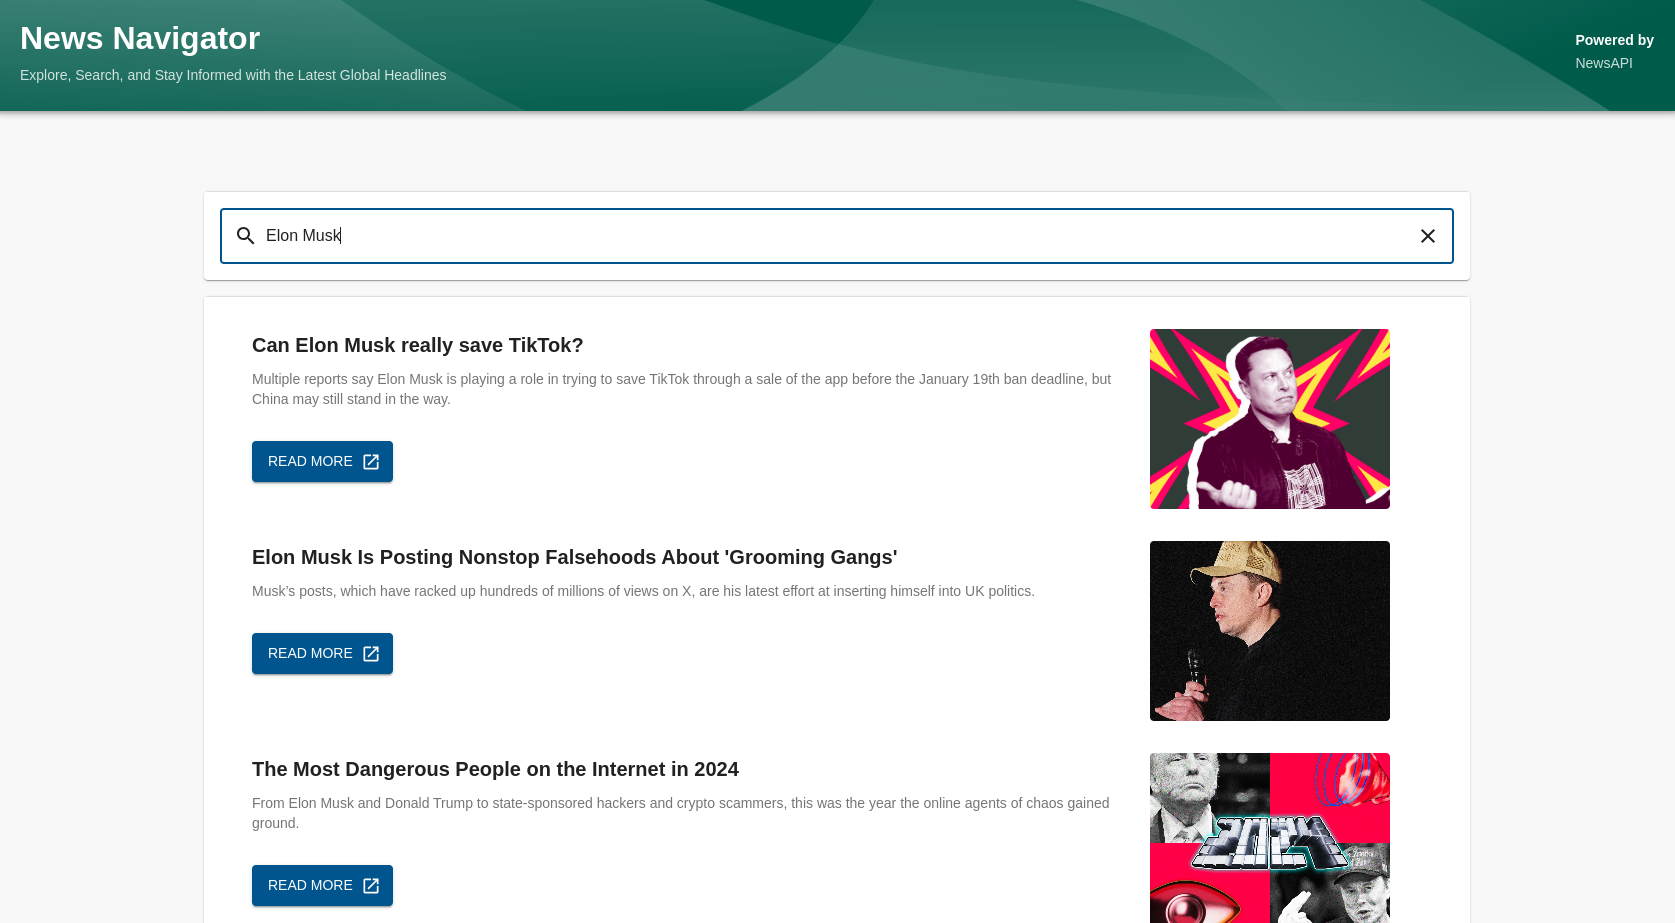 News Navigator
Explore, Search, and Stay Informed with the Latest Global Headlines
Powered by
NewsAPI
Elon Musk
Can Elon Musk really save TikTok?
Multiple reports say Elon Musk is playing a role in trying to save TikTok through a sale of the app before the January 19th ban deadline, but
China may still stand in the way.
READ MORE
Elon Musk Is Posting Nonstop Falsehoods About 'Grooming Gangs'
Musk’s posts, which have racked up hundreds of millions of views on X, are his latest effort at inserting himself into UK politics.
READ MORE
The Most Dangerous People on the Internet in 2024
From Elon Musk and Donald Trump to state-sponsored hackers and crypto scammers, this was the year the online agents of chaos gained
ground.
READ MORE